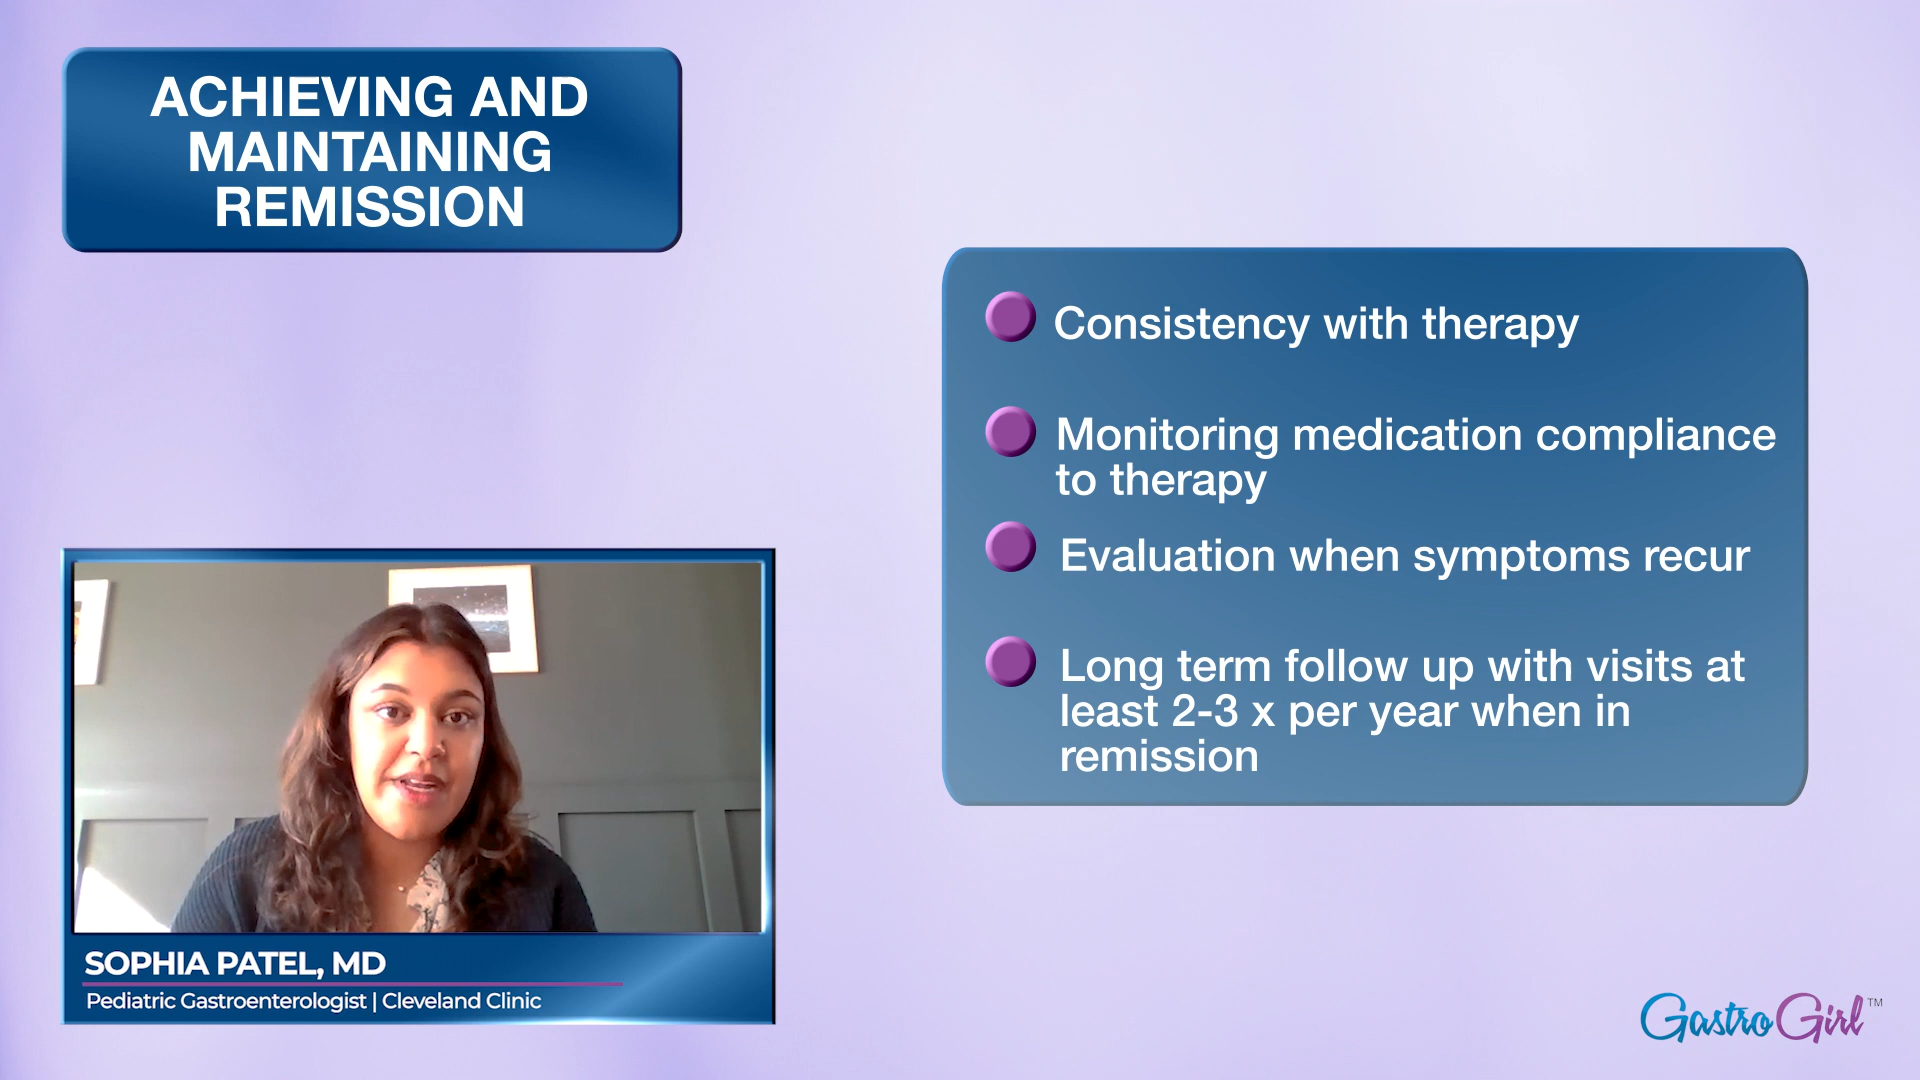 ACHIEVING AND
MAINTAINING
REMISSION
Consistency with therapy
Monitoring medication compliance
to therapy
Evaluation when symptoms recur
Long term follow up with visits at
least 2-3 x per year when in
remission
SOPHIA PATEL, MD
Pediatric Gastroenterologist | Cleveland Clinic
GastroGirl™